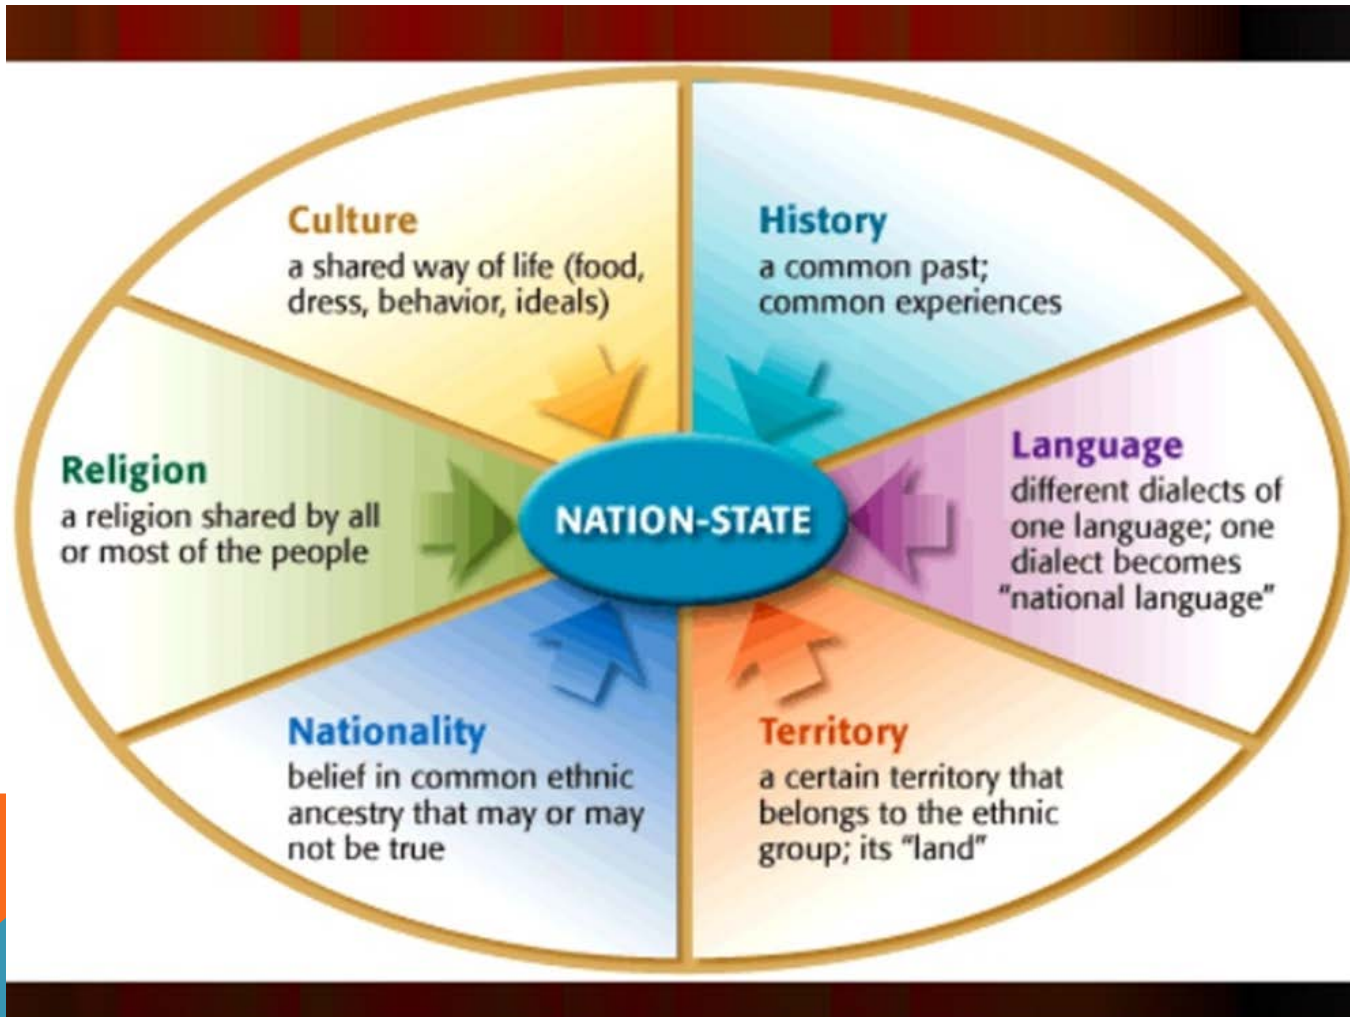 Culture
a shared way of life (food,
dress, behavior, ideals)
History
a common past;
common experiences
Religion
a religion shared by all
or most of the people
NATION-STATE
Language
different dialects of
one language; one
dialect becomes
"national language"
Nationality
belief in common ethnic
ancestry that may or may
not be true
Territory
a certain territory that
belongs to the ethnic
group; its "land"